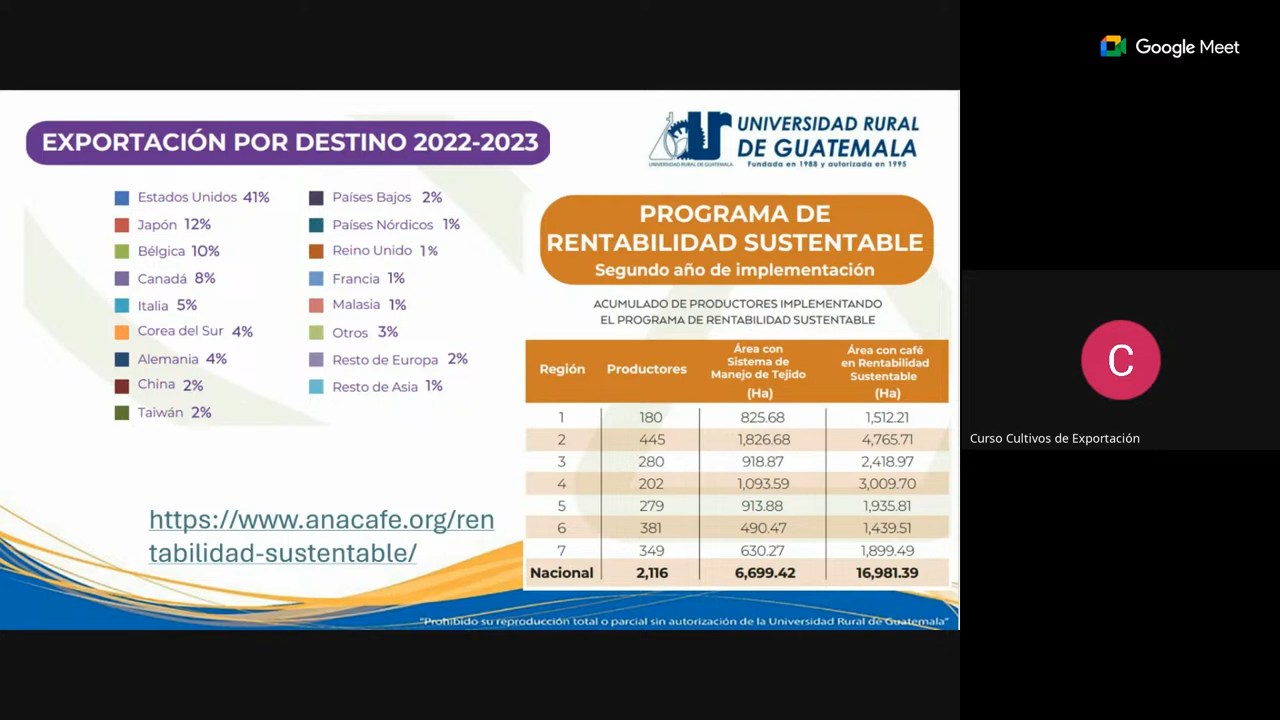 Google Meet
EXPORTACIÓN POR DESTINO 2022-2023
UNIVERSIDAD RURAL
DE GUATEMALA
Fundada en 1988 y autorizada en 1995
UNIVERSIDAD RURAL DE GUATEMALA
Estados Unidos 41%
Japón 12%
Bélgica 10%
Canadá 8%
Italia 5%
Corea del Sur 4%
Alemania 4%
China 2%
Taiwán 2%
Países Bajos 2%
Países Nórdicos 1%
Reino Unido 1%
Francia 1%
Malasia 1%
Otros 3%
Resto de Europa 2%
Resto de Asia 1%
https://www.anacafe.org/ren
tabilidad-sustentable/
PROGRAMA DE
RENTABILIDAD SUSTENTABLE
Segundo año de implementación
ACUMULADO DE PRODUCTORES IMPLEMENTANDO
EL PROGRAMA DE RENTABILIDAD SUSTENTABLE
Región Productores Área con Sistema de Manejo de Tejido (Ha) Área con café en Rentabilidad Sustentable (Ha)
1 180 825.68 1,512.21
2 445 1,826.68 4,765.71
3 280 918.87 2,418.97
4 202 1,093.59 3,009.70
5 279 913.88 1,935.81
6 381 490.47 1,439.51
7 349 630.27 1,899.49
Nacional 2,116 6,699.42 16,981.39
"Prohibido su reproducción total o parcial sin autorización de la Universidad Rural de Guatemala"
C
Curso Cultivos de Exportación